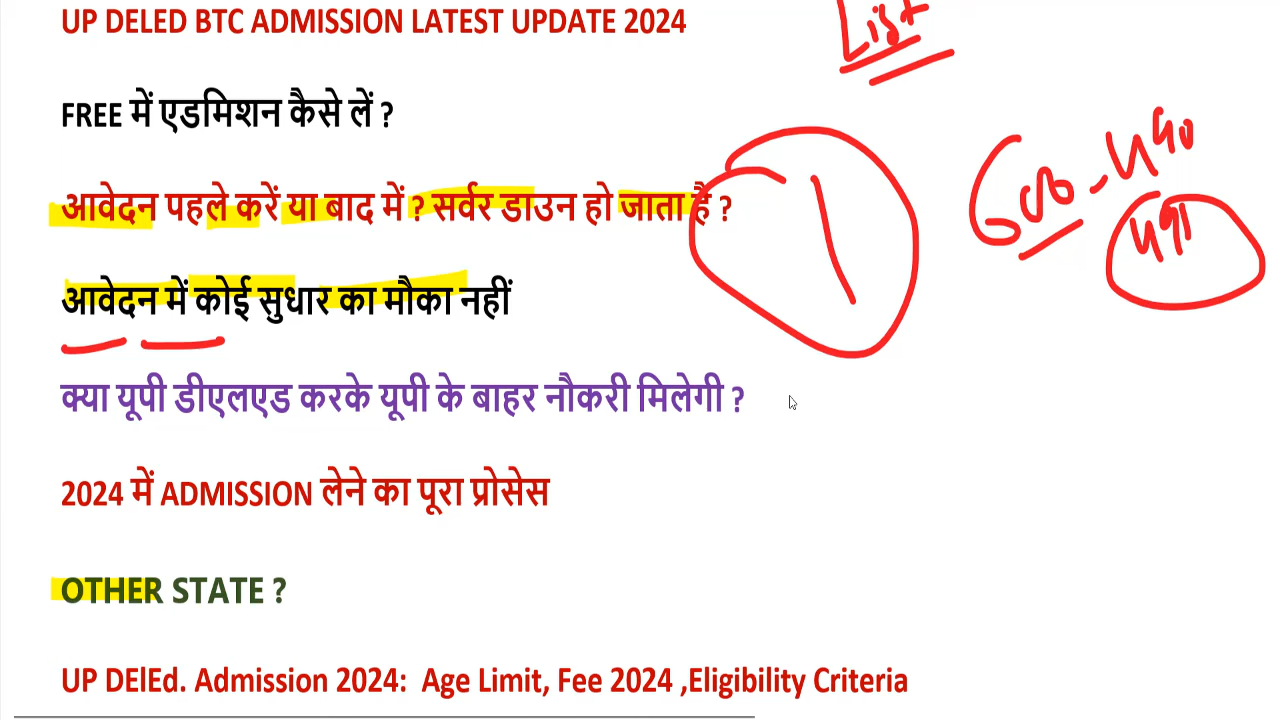 UP DELED BTC ADMISSION LATEST UPDATE 2024
List
FREE में एडमिशन कैसे लें ?
आवेदन पहले करें या बाद में ? सर्वर डाउन हो जाता है ?
आवेदन में कोई सुधार का मौका नहीं
क्या यूपी डीएलएड करके यूपी के बाहर नौकरी मिलेगी ?
2024 में ADMISSION लेने का पूरा प्रोसेस
OTHER STATE ?
UP DElEd. Admission 2024: Age Limit, Fee 2024 ,Eligibility Criteria